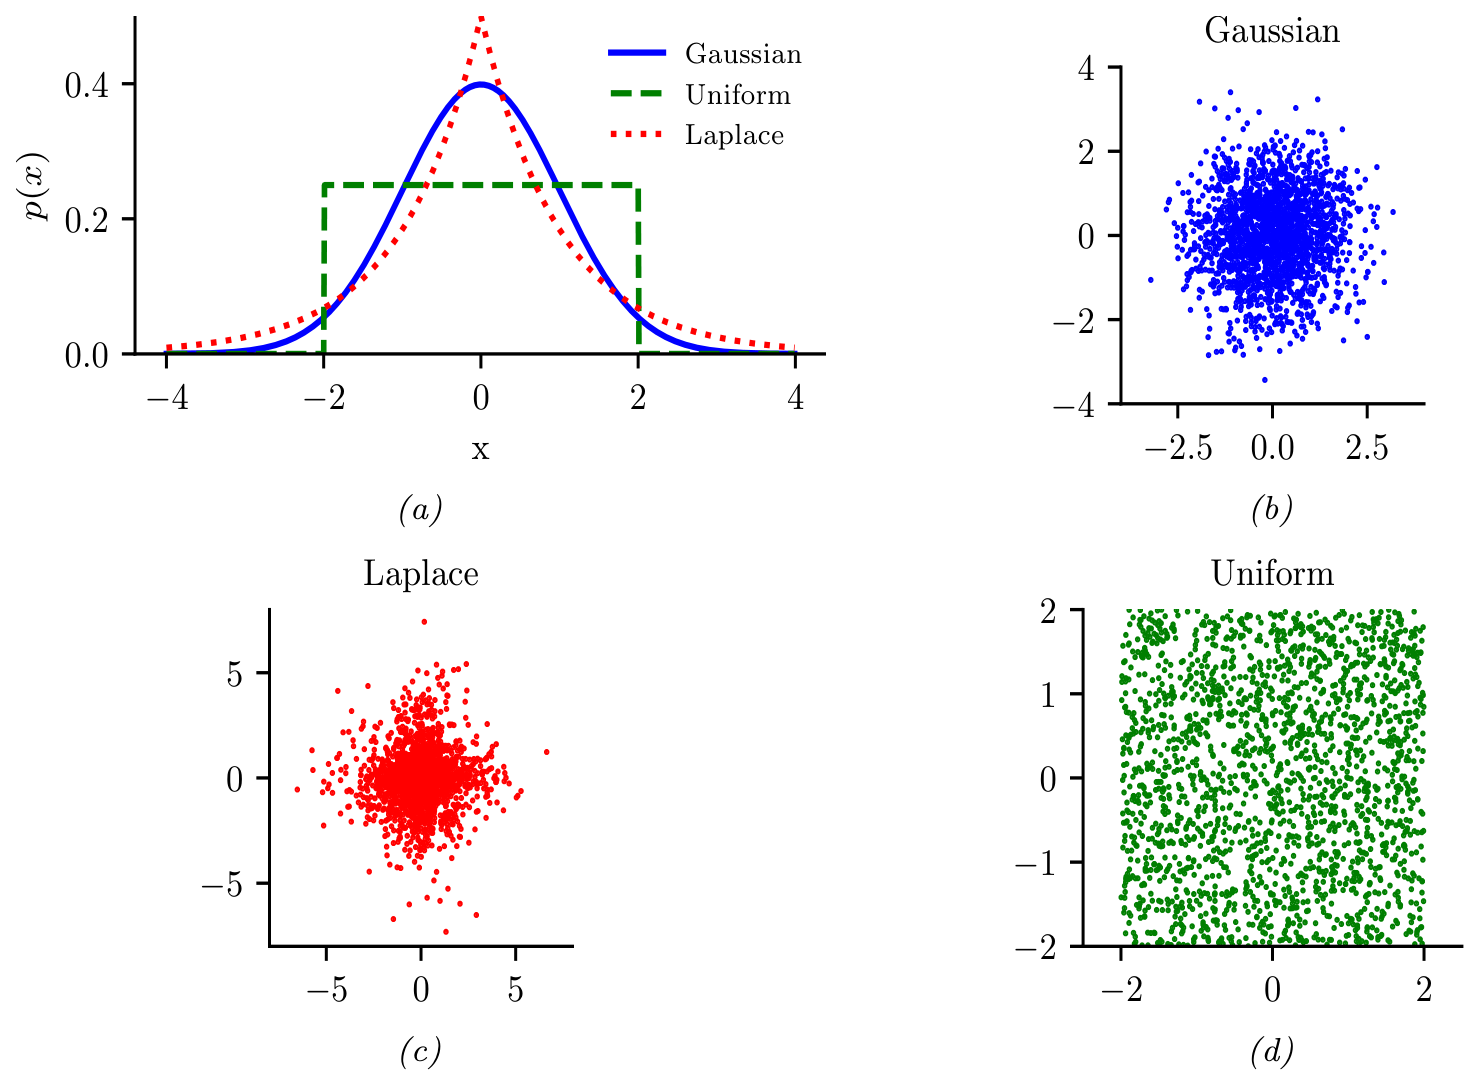 0.4
0.2
0.0
p(x)
−4 −2 0 2 4
x
Gaussian
Uniform
Laplace
(a)
Gaussian
4
2
0
−2
−4
−2.5 0.0 2.5
(b)
Laplace
5
0
−5
−5 0 5
(c)
Uniform
2
1
0
−1
−2
−2 0 2
(d)